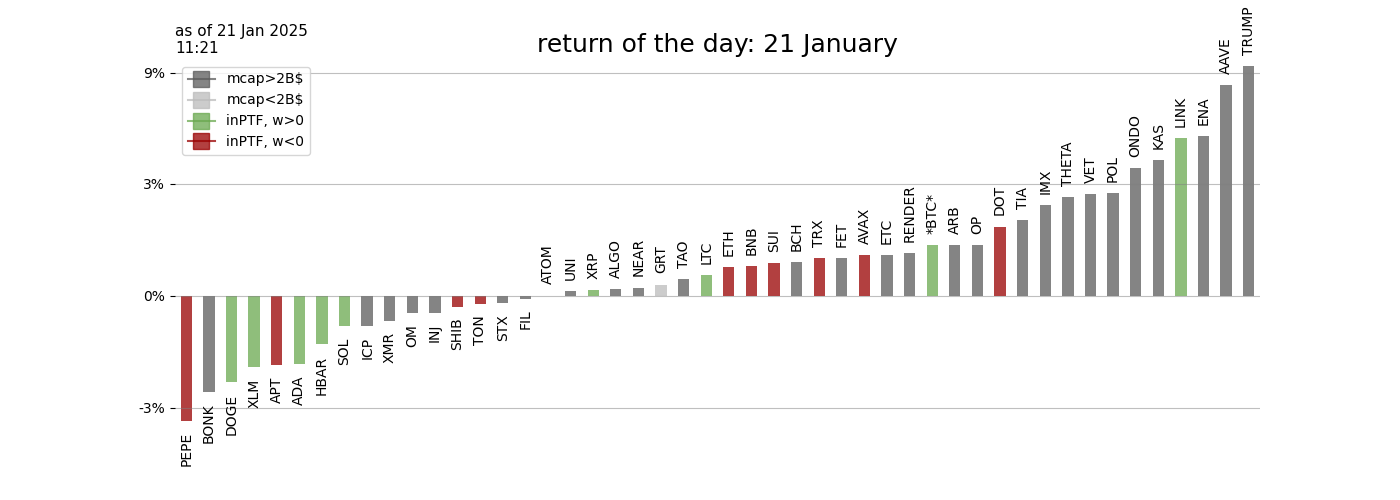 as of 21 Jan 2025
11:21
return of the day: 21 January
mcap>2B$
mcap<2B$
inPTF, w>0
inPTF, w<0
9%
3%
0%
-3%
PEPE
BONK
DOGE
XLM
APT
ADA
HBAR
SOL
ICP
XMR
OM
INJ
SHIB
TON
STX
FIL
ATOM
UNI
XRP
ALGO
NEAR
GRT
TAO
LTC
ETH
BNB
SUI
BCH
TRX
FET
AVAX
ETC
RENDER
*BTC*
ARB
OP
DOT
TIA
IMX
THETA
VET
POL
ONDO
KAS
LINK
ENA
AAVE
TRUMP